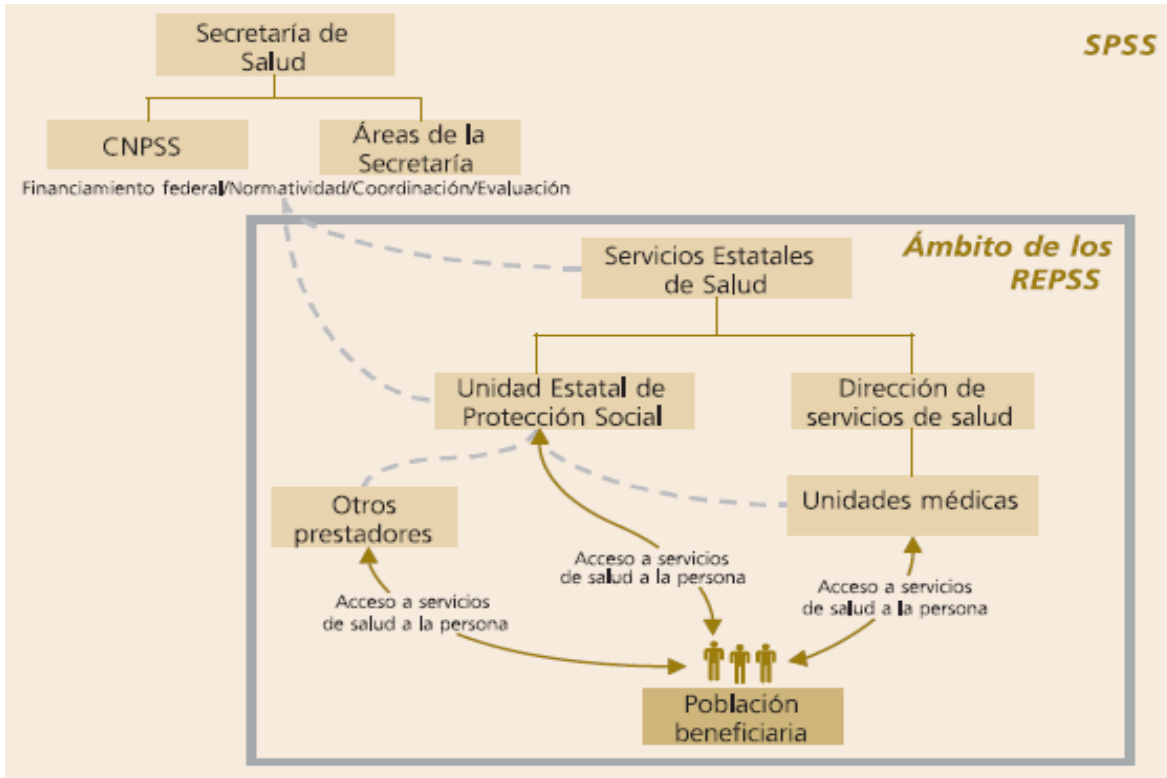 Secretaría de
Salud
SPSS
CNPSS
Áreas de la
Secretaría
Financiamiento federal/Normatividad/Coordinación/Evaluación
Ámbito de los
REPSS
Servicios Estatales
de Salud
Unidad Estatal de
Protección Social
Dirección de
servicios de salud
Otros
prestadores
Unidades médicas
Acceso a servicios
de salud a la persona
Acceso a servicios
de salud a la persona
Acceso a servicios
de salud a la persona
Población
beneficiaria